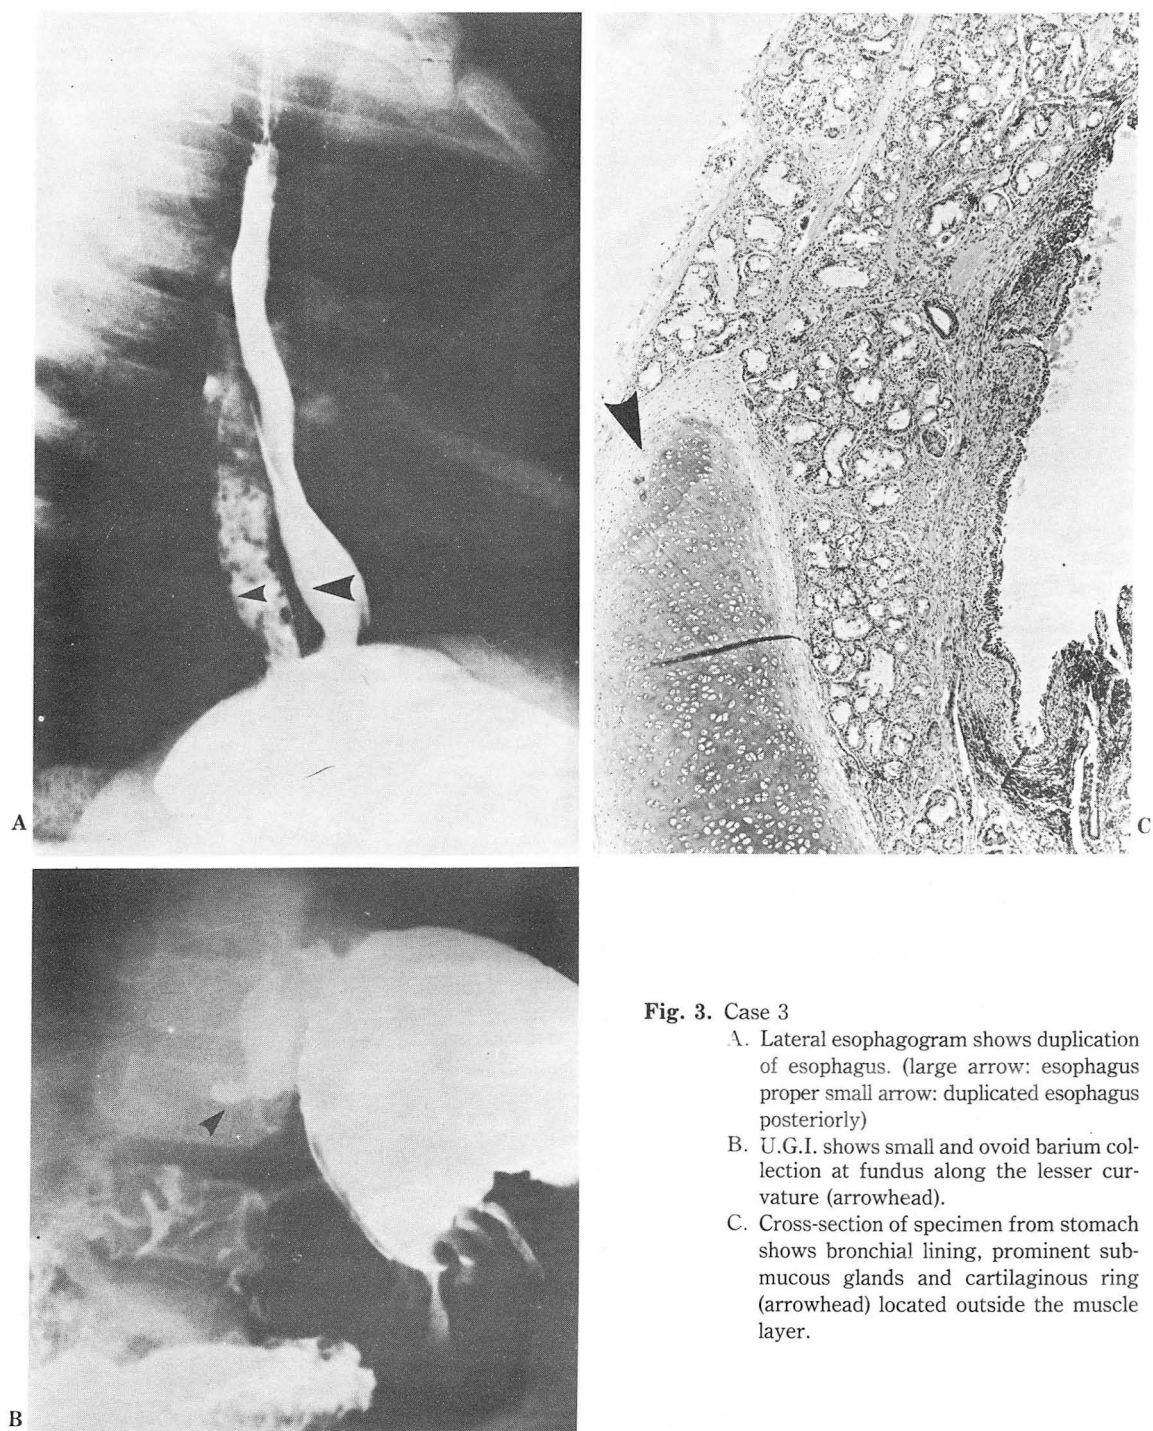 A
C
B
Fig. 3. Case 3
A. Lateral esophagogram shows duplication
of esophagus. (large arrow: esophagus
proper small arrow: duplicated esophagus
posteriorly)
B. U.G.I. shows small and ovoid barium col-
lection at fundus along the lesser cur-
vature (arrowhead).
C. Cross-section of specimen from stomach
shows bronchial lining, prominent sub-
mucous glands and cartilaginous ring
(arrowhead) located outside the muscle
layer.